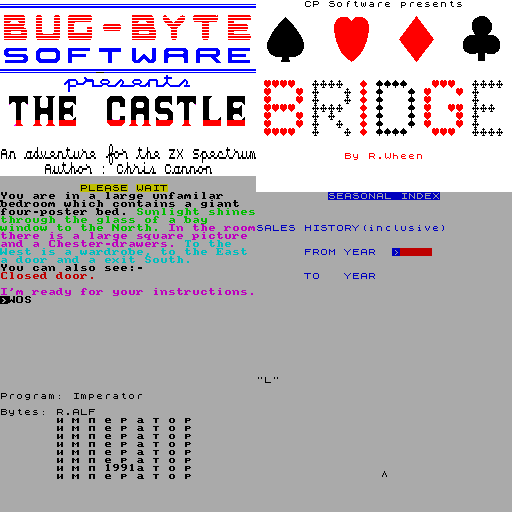 BUG-BYTE
SOFTWARE
presents
THE CASTLE
An adventure for the ZX Spectrum
Author : Chris Cannon
PLEASE WAIT
You are in a large unfamilar
bedroom which contains a giant
four-poster bed. Sunlight shines
through the glass of a bay
window to the North. In the room
there is a large square picture
and a Chester-drawers. To the
West is a wardrobe, to the East
a door and exit South.
You can also see:-
Closed door.
I'm ready for your instructions.
>WOS
CP Software presents
BRIDGE
By R.Wheen
SEASONAL INDEX
SALES HISTORY(inclusive)
FROM YEAR >
TO YEAR
"L"
Program: Imperator
Bytes: R.ALF
император
император
император
император
император
импе1991атор
император
^